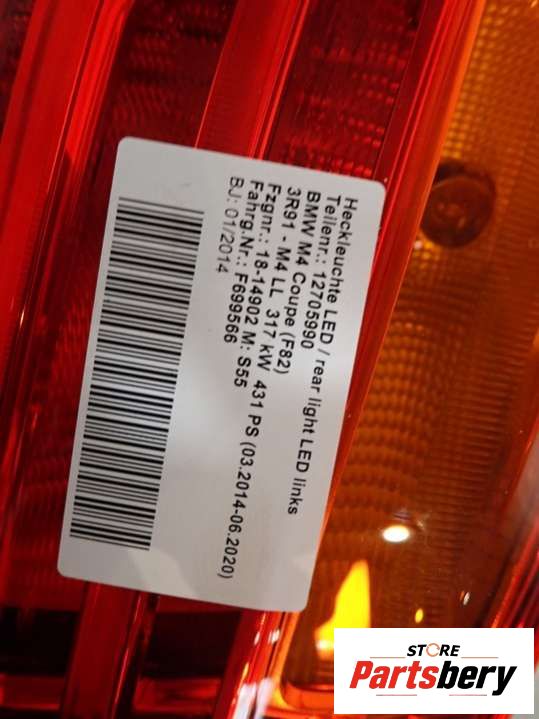 Heckleuchte LED / rear light LED links
Teilenr.: 12705990
BMW M4 Coupe (F82)
3R91 - M4 LL 317 kW 431 PS (03.2014-06.2020)
Fzgnr.: 18-14902 M: S55
Fahrg.Nr.: F699566
BJ: 01/2014
STORE
Partsbery